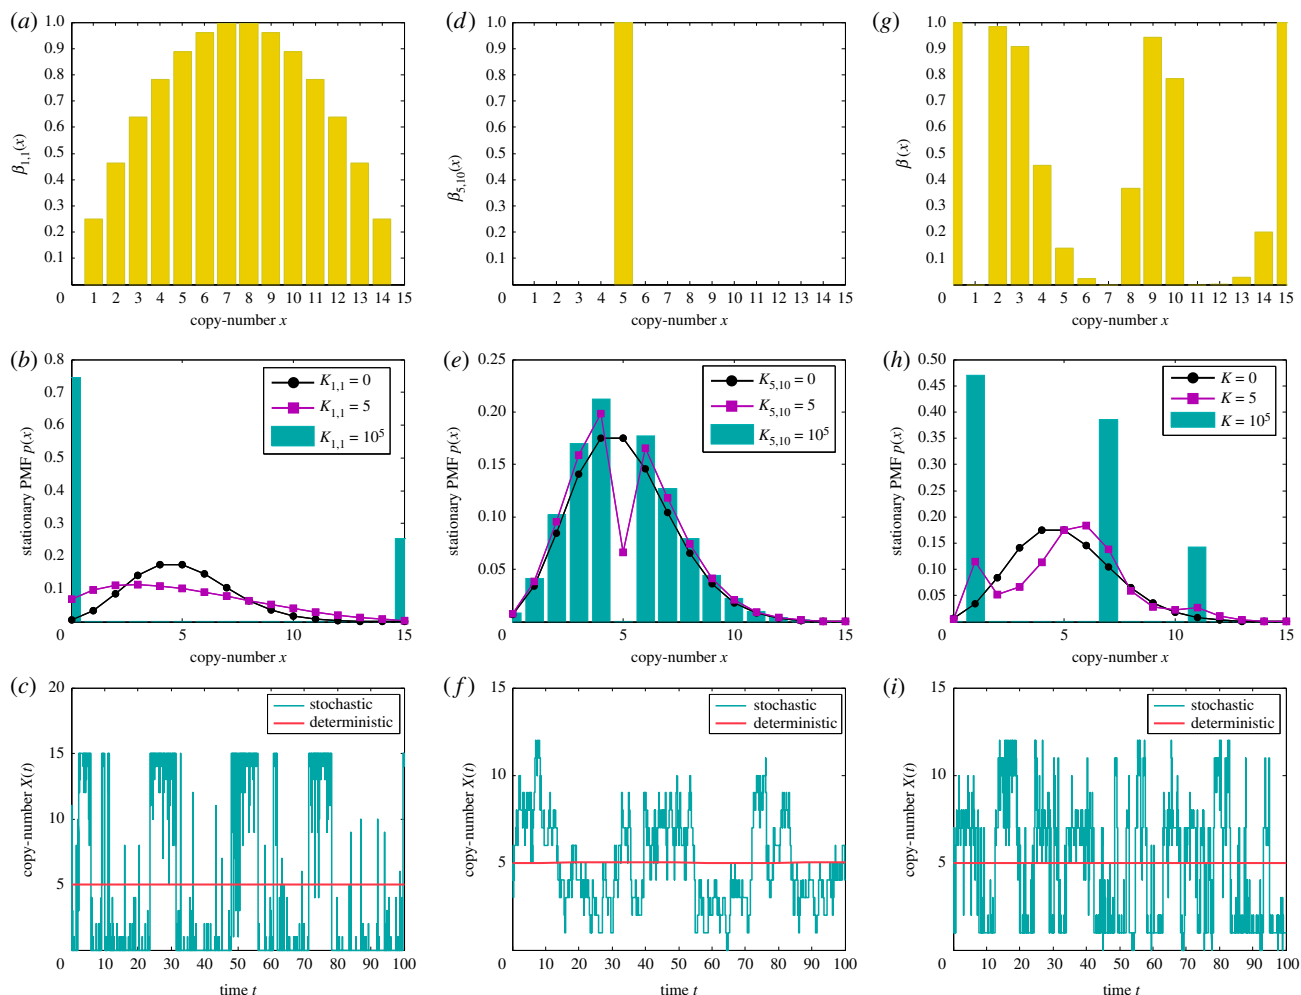 (a)
β1,1(x)
1.0
0.9
0.8
0.7
0.6
0.5
0.4
0.3
0.2
0.1
0 1 2 3 4 5 6 7 8 9 10 11 12 13 14 15
copy-number x
(d)
β5,10(x)
1.0
0.9
0.8
0.7
0.6
0.5
0.4
0.3
0.2
0.1
0 1 2 3 4 5 6 7 8 9 10 11 12 13 14 15
copy-number x
(g)
β(x)
1.0
0.9
0.8
0.7
0.6
0.5
0.4
0.3
0.2
0.1
0 1 2 3 4 5 6 7 8 9 10 11 12 13 14 15
copy-number x
(b)
stationary PMF p(x)
0.8
0.7
0.6
0.5
0.4
0.3
0.2
0.1
0 5 10 15
K1,1 = 0
K1,1 = 5
K1,1 = 10⁵
copy-number x
(e)
stationary PMF p(x)
0.25
0.20
0.15
0.10
0.05
0 5 10 15
K5,10 = 0
K5,10 = 5
K5,10 = 10⁵
copy-number x
(h)
stationary PMF p(x)
0.50
0.45
0.40
0.35
0.30
0.25
0.20
0.15
0.10
0.05
0 5 10 15
K = 0
K = 5
K = 10⁵
copy-number x
(c)
copy-number X(t)
20
15
10
5
0 10 20 30 40 50 60 70 80 90 100
stochastic
deterministic
time t
(f)
copy-number X(t)
15
10
5
0 10 20 30 40 50 60 70 80 90 100
stochastic
deterministic
time t
(i)
copy-number X(t)
15
10
5
0 10 20 30 40 50 60 70 80 90 100
stochastic
deterministic
time t